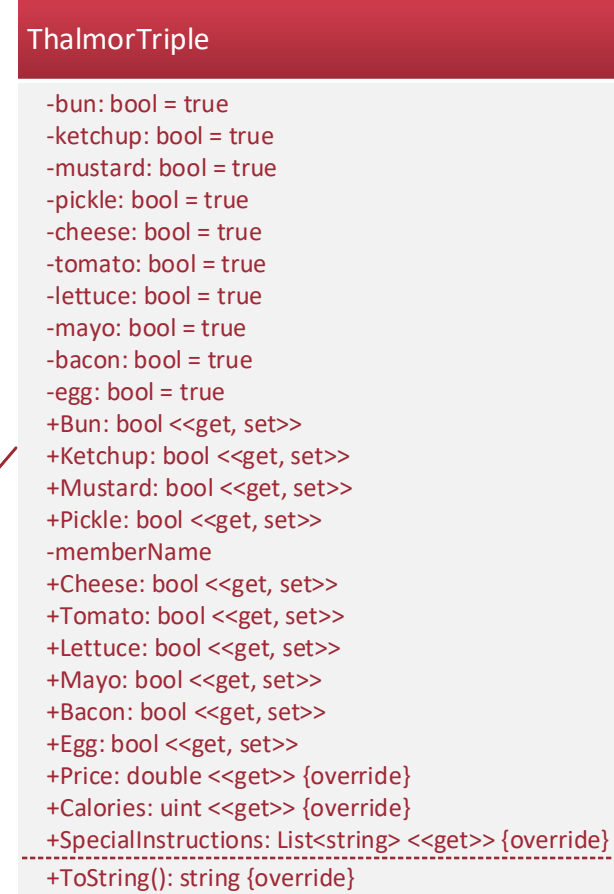 ThalmorTriple
-bun: bool = true
-ketchup: bool = true
-mustard: bool = true
-pickle: bool = true
-cheese: bool = true
-tomato: bool = true
-lettuce: bool = true
-mayo: bool = true
-bacon: bool = true
-egg: bool = true
+Bun: bool <<get, set>>
+Ketchup: bool <<get, set>>
+Mustard: bool <<get, set>>
+Pickle: bool <<get, set>>
-memberName
+Cheese: bool <<get, set>>
+Tomato: bool <<get, set>>
+Lettuce: bool <<get, set>>
+Mayo: bool <<get, set>>
+Bacon: bool <<get, set>>
+Egg: bool <<get, set>>
+Price: double <<get>> {override}
+Calories: uint <<get>> {override}
+SpecialInstructions: List<string> <<get>> {override}
+ToString(): string {override}